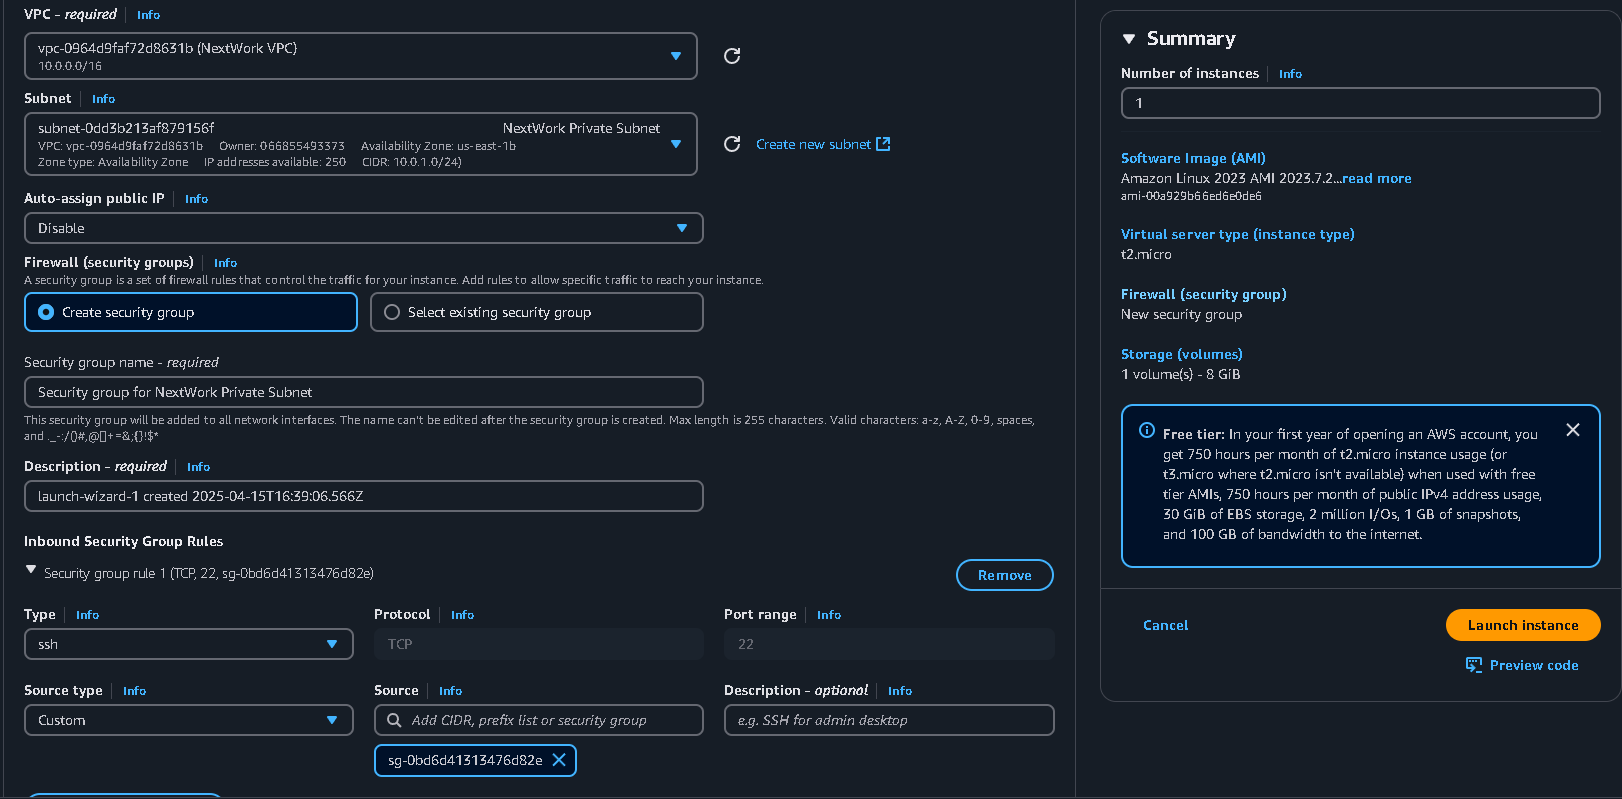 VPC - required Info
vpc-0964d9faf72d8631b (NextWork VPC)
10.0.0.0/16
Subnet Info
subnet-0dd3b213af879156f NextWork Private Subnet
VPC: vpc-0964d9faf72d8631b Owner: 066855493373 Availability Zone: us-east-1b
Zone type: Availability Zone IP addresses available: 250 CIDR: 10.0.1.0/24)
Create new subnet
Auto-assign public IP Info
Disable
Firewall (security groups) Info
A security group is a set of firewall rules that control the traffic for your instance. Add rules to allow specific traffic to reach your instance.
Create security group
Select existing security group
Security group name - required
Security group for NextWork Private Subnet
This security group will be added to all network interfaces. The name can't be edited after the security group is created. Max length is 255 characters. Valid characters: a-z, A-Z, 0-9, spaces,
and ._-:/()#,@[]+=&;{}!$*
Description - required Info
launch-wizard-1 created 2025-04-15T16:39:06.566Z
Inbound Security Group Rules
Security group rule 1 (TCP, 22, sg-0bd6d41313476d82e)
Remove
Type Info
ssh
Protocol Info
TCP
Port range Info
22
Source type Info
Custom
Source Info
Add CIDR, prefix list or security group
sg-0bd6d41313476d82e
Description - optional Info
e.g. SSH for admin desktop
Summary
Number of instances Info
1
Software Image (AMI)
Amazon Linux 2023 AMI 2023.7.2...read more
ami-00a929b66ed6e0de6
Virtual server type (instance type)
t2.micro
Firewall (security group)
New security group
Storage (volumes)
1 volume(s) - 8 GiB
Free tier: In your first year of opening an AWS account, you
get 750 hours per month of t2.micro instance usage (or
t3.micro where t2.micro isn't available) when used with free
tier AMIs, 750 hours per month of public IPv4 address usage,
30 GiB of EBS storage, 2 million I/Os, 1 GB of snapshots,
and 100 GB of bandwidth to the internet.
Cancel
Launch instance
Preview code